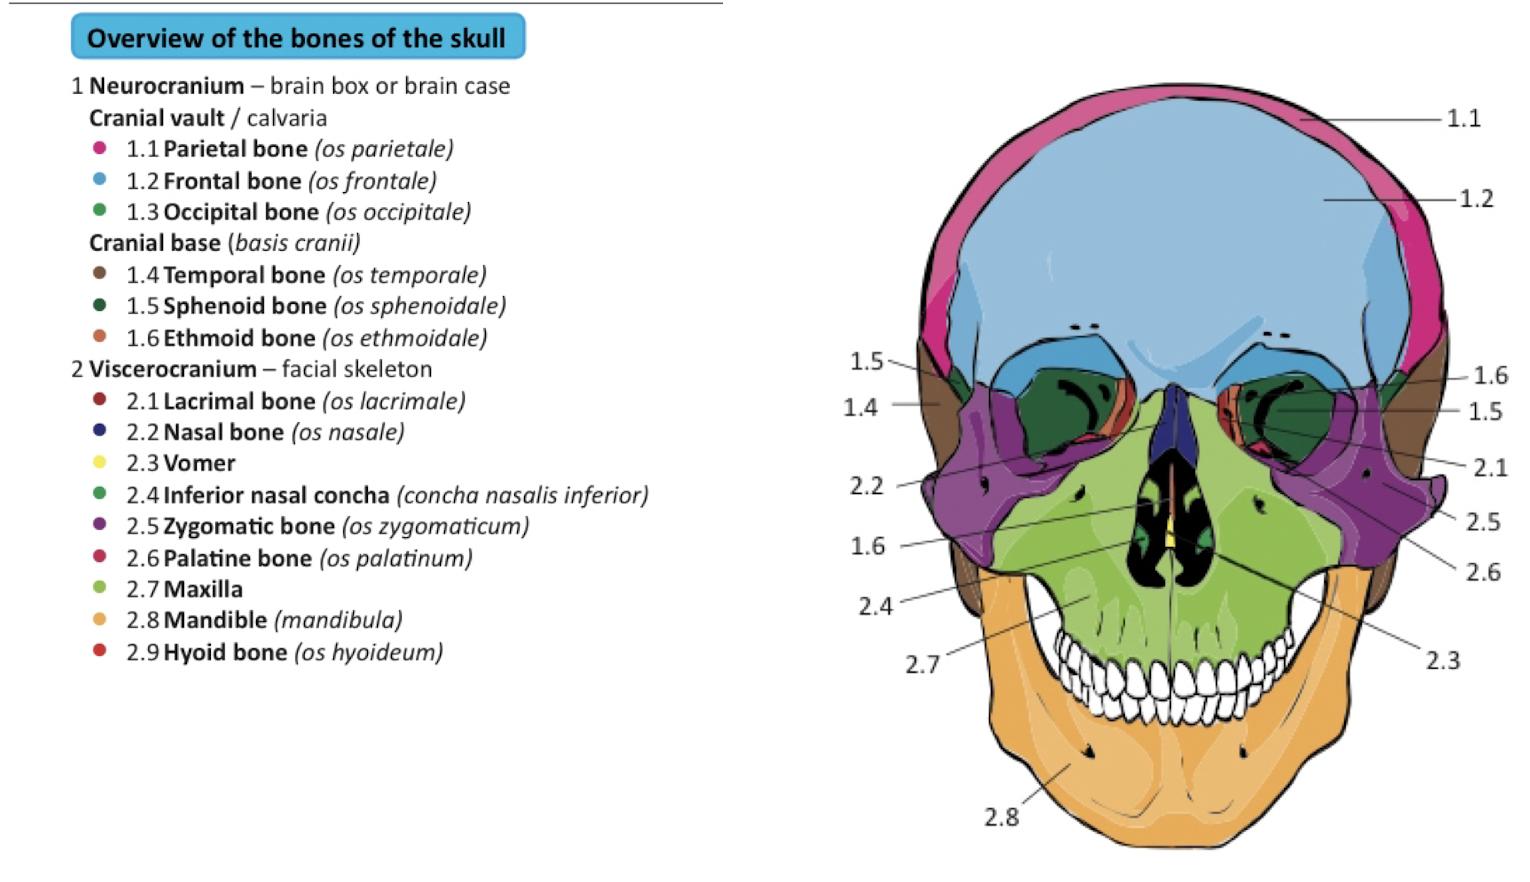 Overview of the bones of the skull
1 Neurocranium – brain box or brain case
Cranial vault / calvaria
1.1 Parietal bone (os parietale)
1.2 Frontal bone (os frontale)
1.3 Occipital bone (os occipitale)
Cranial base (basis cranii)
1.4 Temporal bone (os temporale)
1.5 Sphenoid bone (os sphenoidale)
1.6 Ethmoid bone (os ethmoidale)
2 Viscerocranium – facial skeleton
2.1 Lacrimal bone (os lacrimale)
2.2 Nasal bone (os nasale)
2.3 Vomer
2.4 Inferior nasal concha (concha nasalis inferior)
2.5 Zygomatic bone (os zygomaticum)
2.6 Palatine bone (os palatinum)
2.7 Maxilla
2.8 Mandible (mandibula)
2.9 Hyoid bone (os hyoideum)
1.1
1.2
1.5
1.6
1.4
1.5
2.1
2.2
2.5
1.6
2.6
2.4
2.7
2.3
2.8